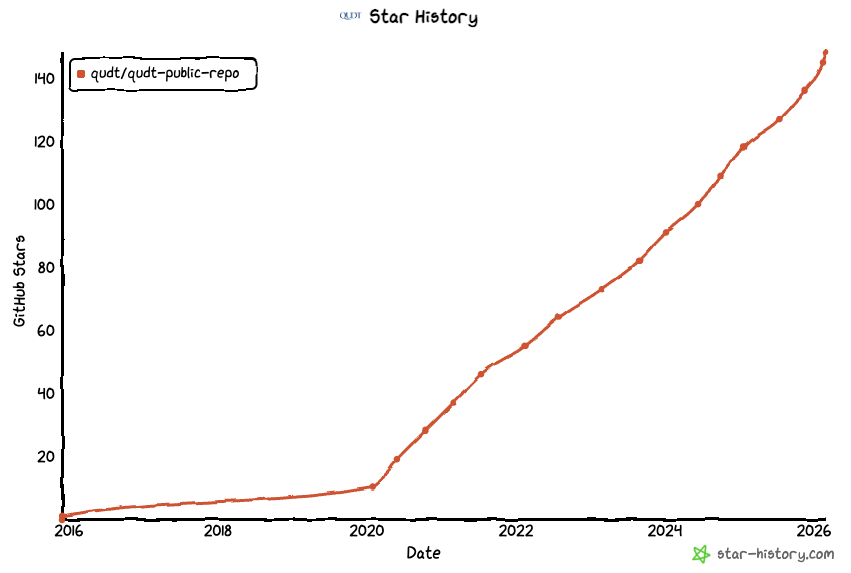 QUDT Star History
qudt/qudt-public-repo
140
120
100
80
60
40
20
GitHub Stars
2016 2018 2020 2022 2024 2026
Date
star-history.com